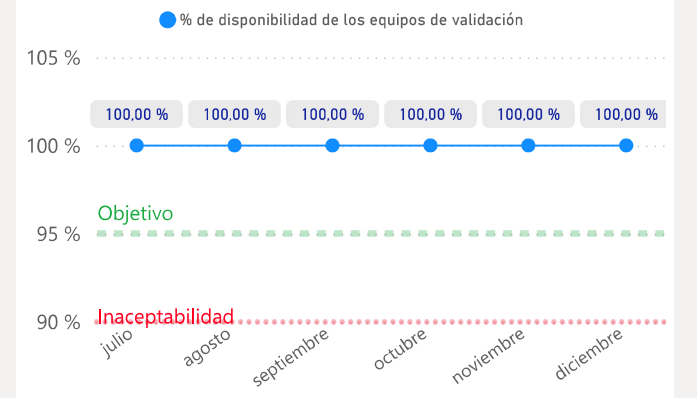 % de disponibilidad de los equipos de validación
105 %
100,00 % 100,00 % 100,00 % 100,00 % 100,00 % 100,00 %
100 %
Objetivo
95 %
Inaceptabilidad
90 %
julio agosto septiembre octubre noviembre diciembre